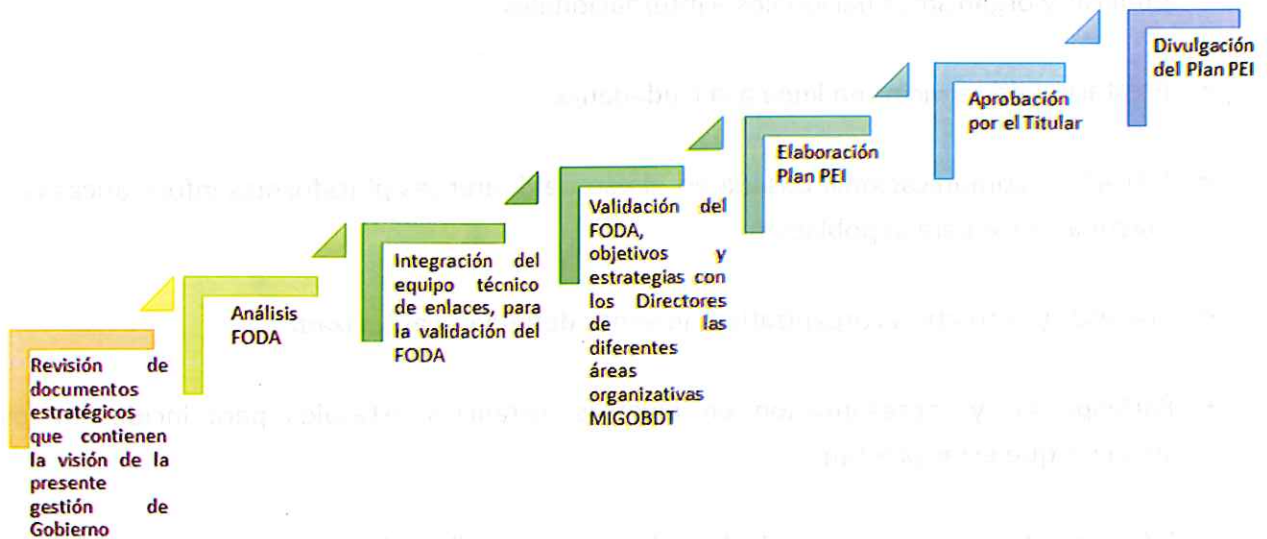 Revisión de
documentos
estratégicos
que contienen
la visión de la
presente
gestión de
Gobierno
Análisis
FODA
Integración del
equipo técnico
de enlaces, para
la validación del
FODA
Validación del
FODA,
objetivos y
estrategias con
los Directores
de las
diferentes
áreas
organizativas
MIGOBDT
Elaboración
Plan PEI
Aprobación
por el Titular
Divulgación
del Plan PEI